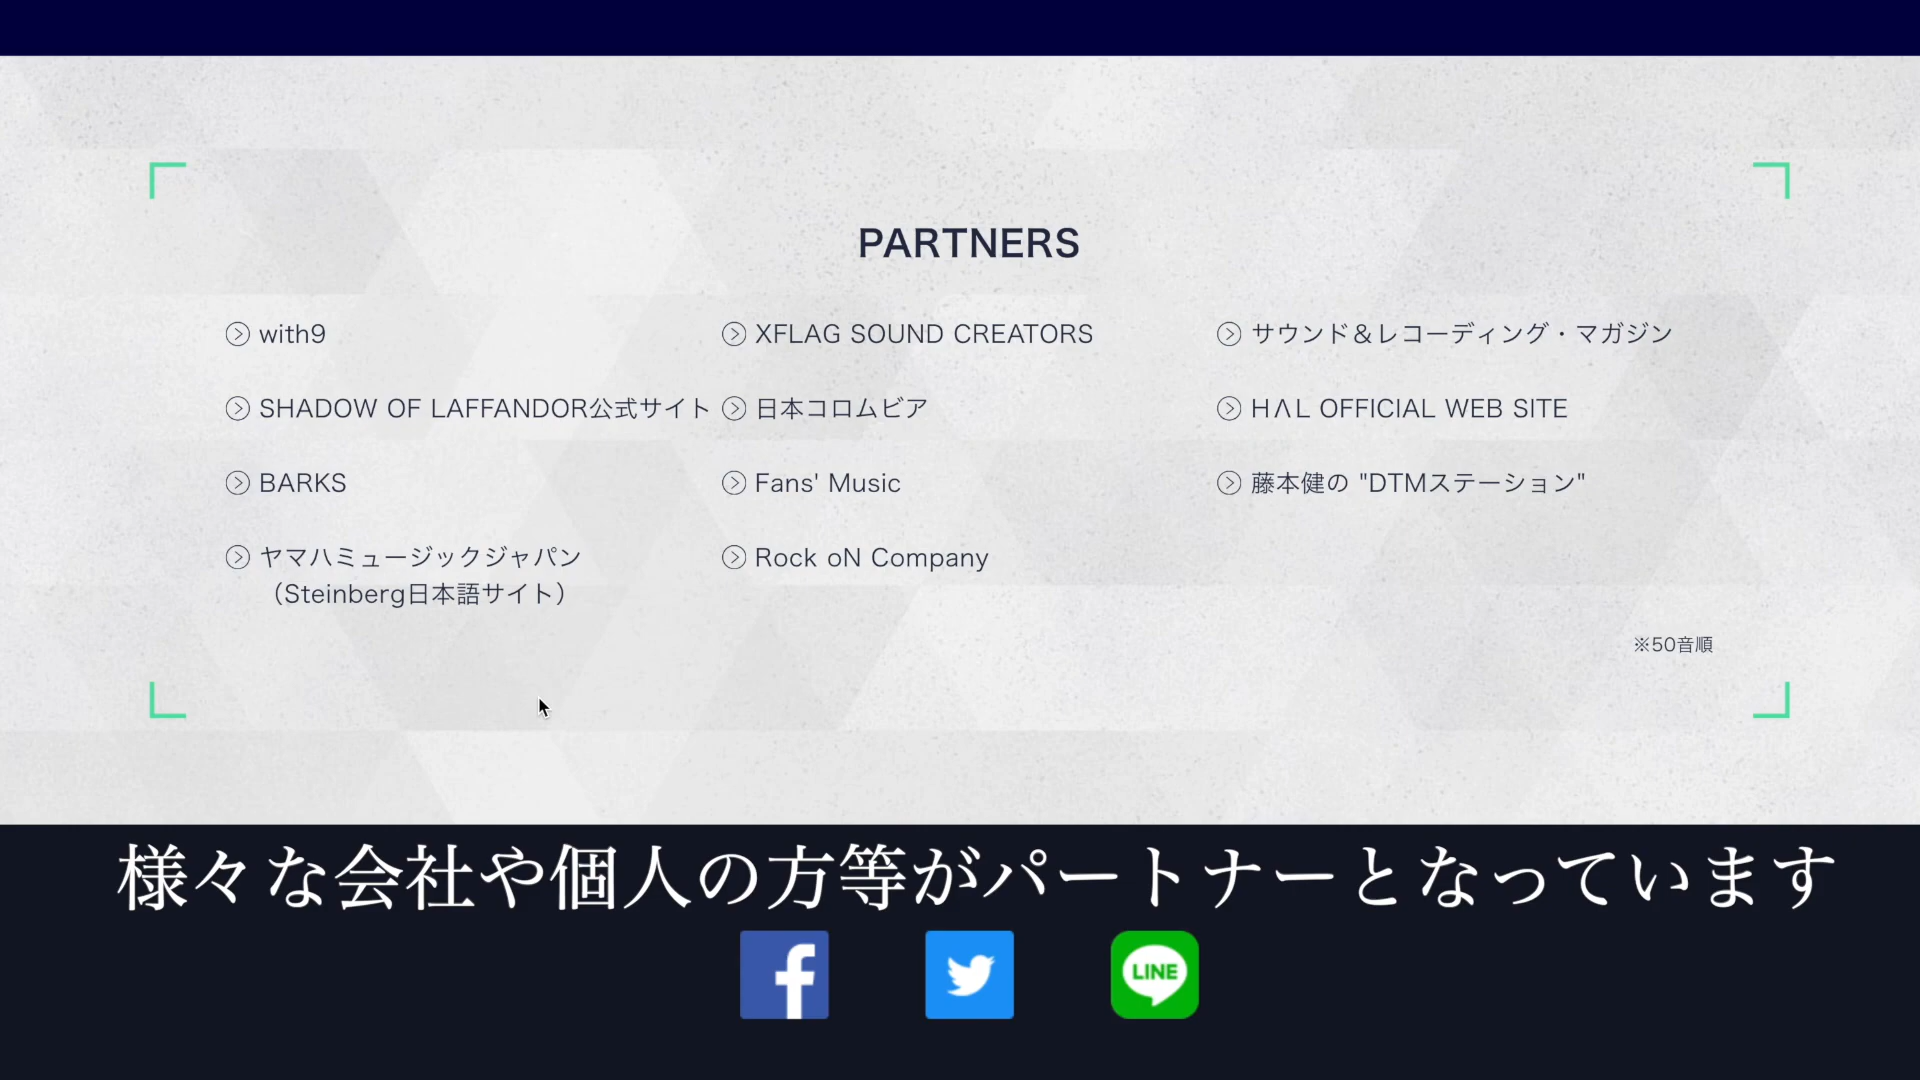 PARTNERS
with9
XFLAG SOUND CREATORS
サウンド＆レコーディング・マガジン
SHADOW OF LAFFANDOR公式サイト
日本コロムビア
HΛL OFFICIAL WEB SITE
BARKS
Fans' Music
藤本健の "DTMステーション"
ヤマハミュージックジャパン
（Steinberg日本語サイト）
Rock oN Company
※50音順
様々な会社や個人の方等がパートナーとなっています
LINE